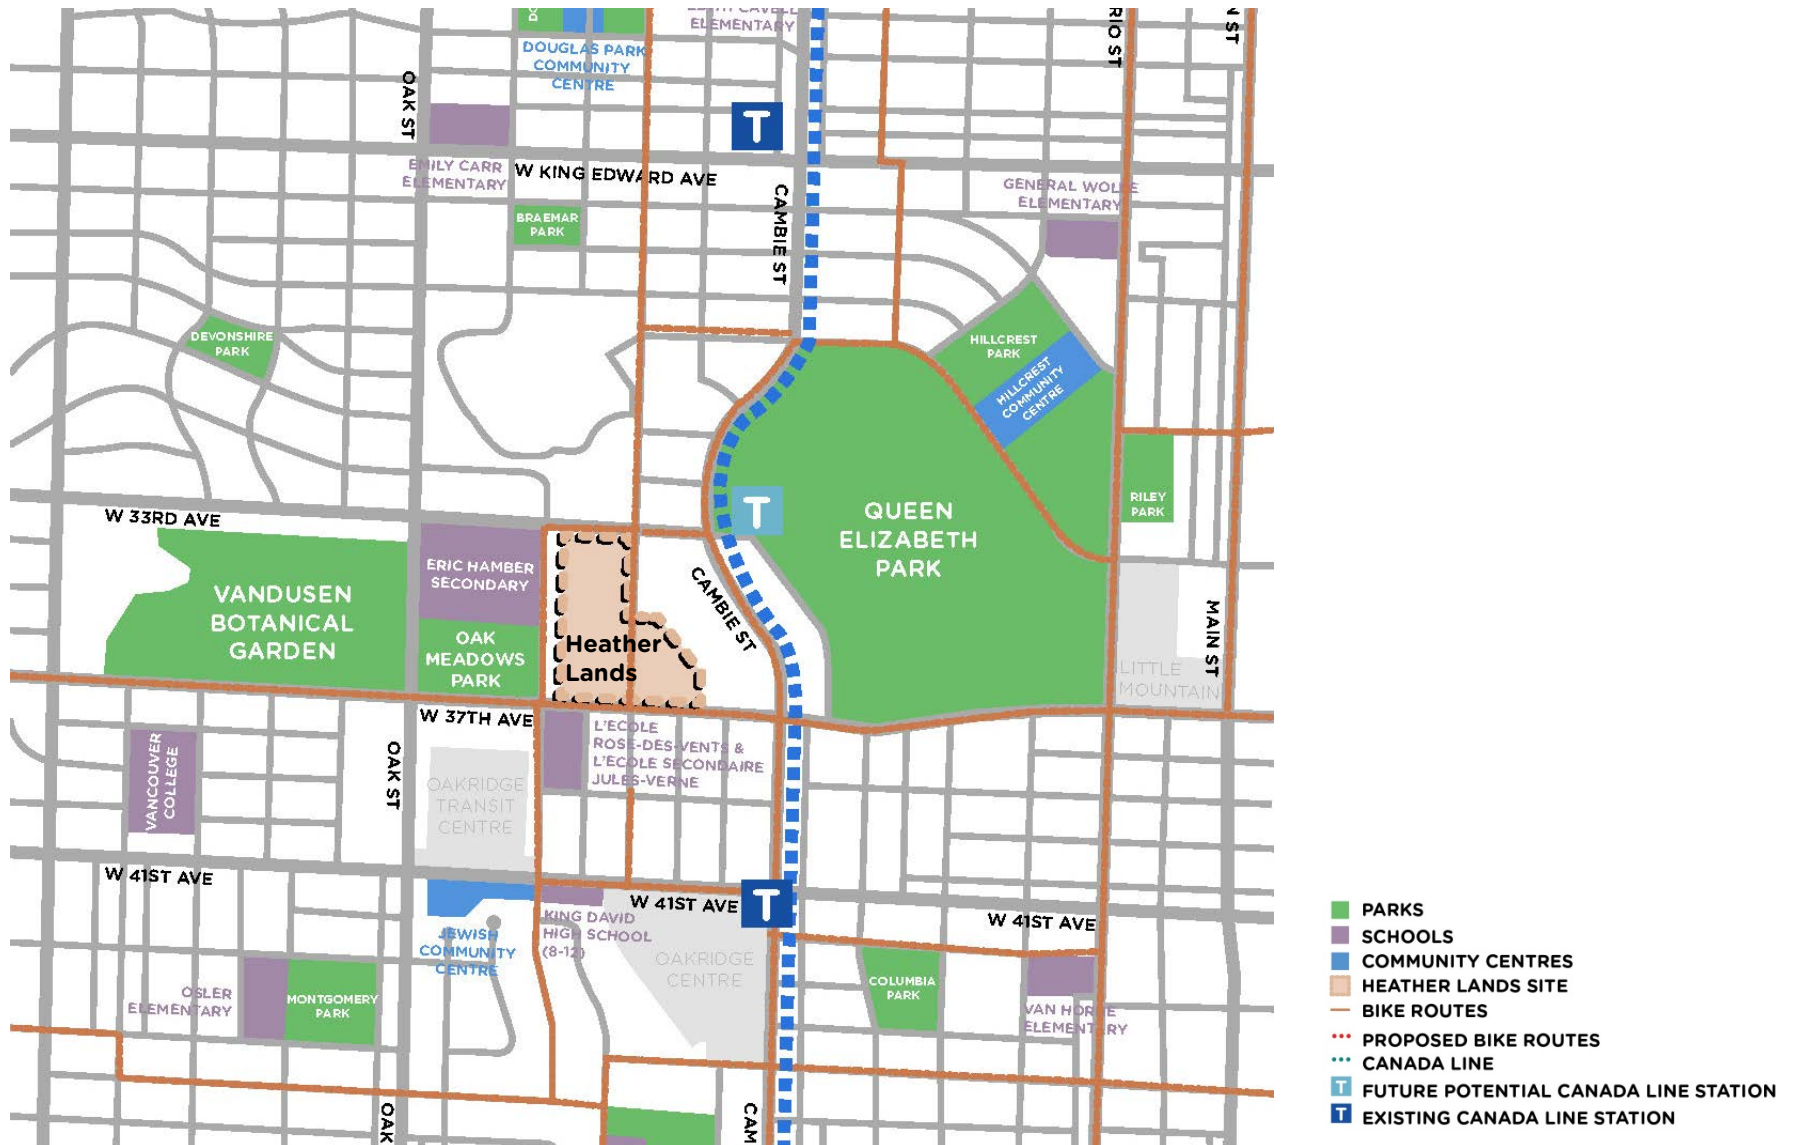 DOUGLAS PARK
COMMUNITY
CENTRE
ELEMENTARY
OAK ST
T
EMILY CARR
ELEMENTARY
W KING EDWARD AVE
CAMBIE ST
GENERAL WOLFE
ELEMENTARY
BRAEMAR
PARK
DEVONSHIRE
PARK
HILLCREST
PARK
HILLCREST
COMMUNITY
CENTRE
RILEY
PARK
T
QUEEN
ELIZABETH
PARK
W 33RD AVE
ERIC HAMBER
SECONDARY
VANDUSEN
BOTANICAL
GARDEN
OAK
MEADOWS
PARK
Heather
Lands
CAMBIE ST
MAIN ST
LITTLE
MOUNTAIN
W 37TH AVE
L'ECOLE
ROSE-DES-VENTS &
L'ECOLE SECONDAIRE
JULES-VERNE
VANCOUVER
COLLEGE
OAK ST
OAKRIDGE
TRANSIT
CENTRE
W 41ST AVE
W 41ST AVE
T
W 41ST AVE
KING DAVID
HIGH SCHOOL
(8-12)
JEWISH
COMMUNITY
CENTRE
OAKRIDGE
CENTRE
COLUMBIA
PARK
VAN HORNE
ELEMENTARY
OSLER
ELEMENTARY
MONTGOMERY
PARK
OAK
CAM
PARKS
SCHOOLS
COMMUNITY CENTRES
HEATHER LANDS SITE
BIKE ROUTES
PROPOSED BIKE ROUTES
CANADA LINE
T FUTURE POTENTIAL CANADA LINE STATION
T EXISTING CANADA LINE STATION